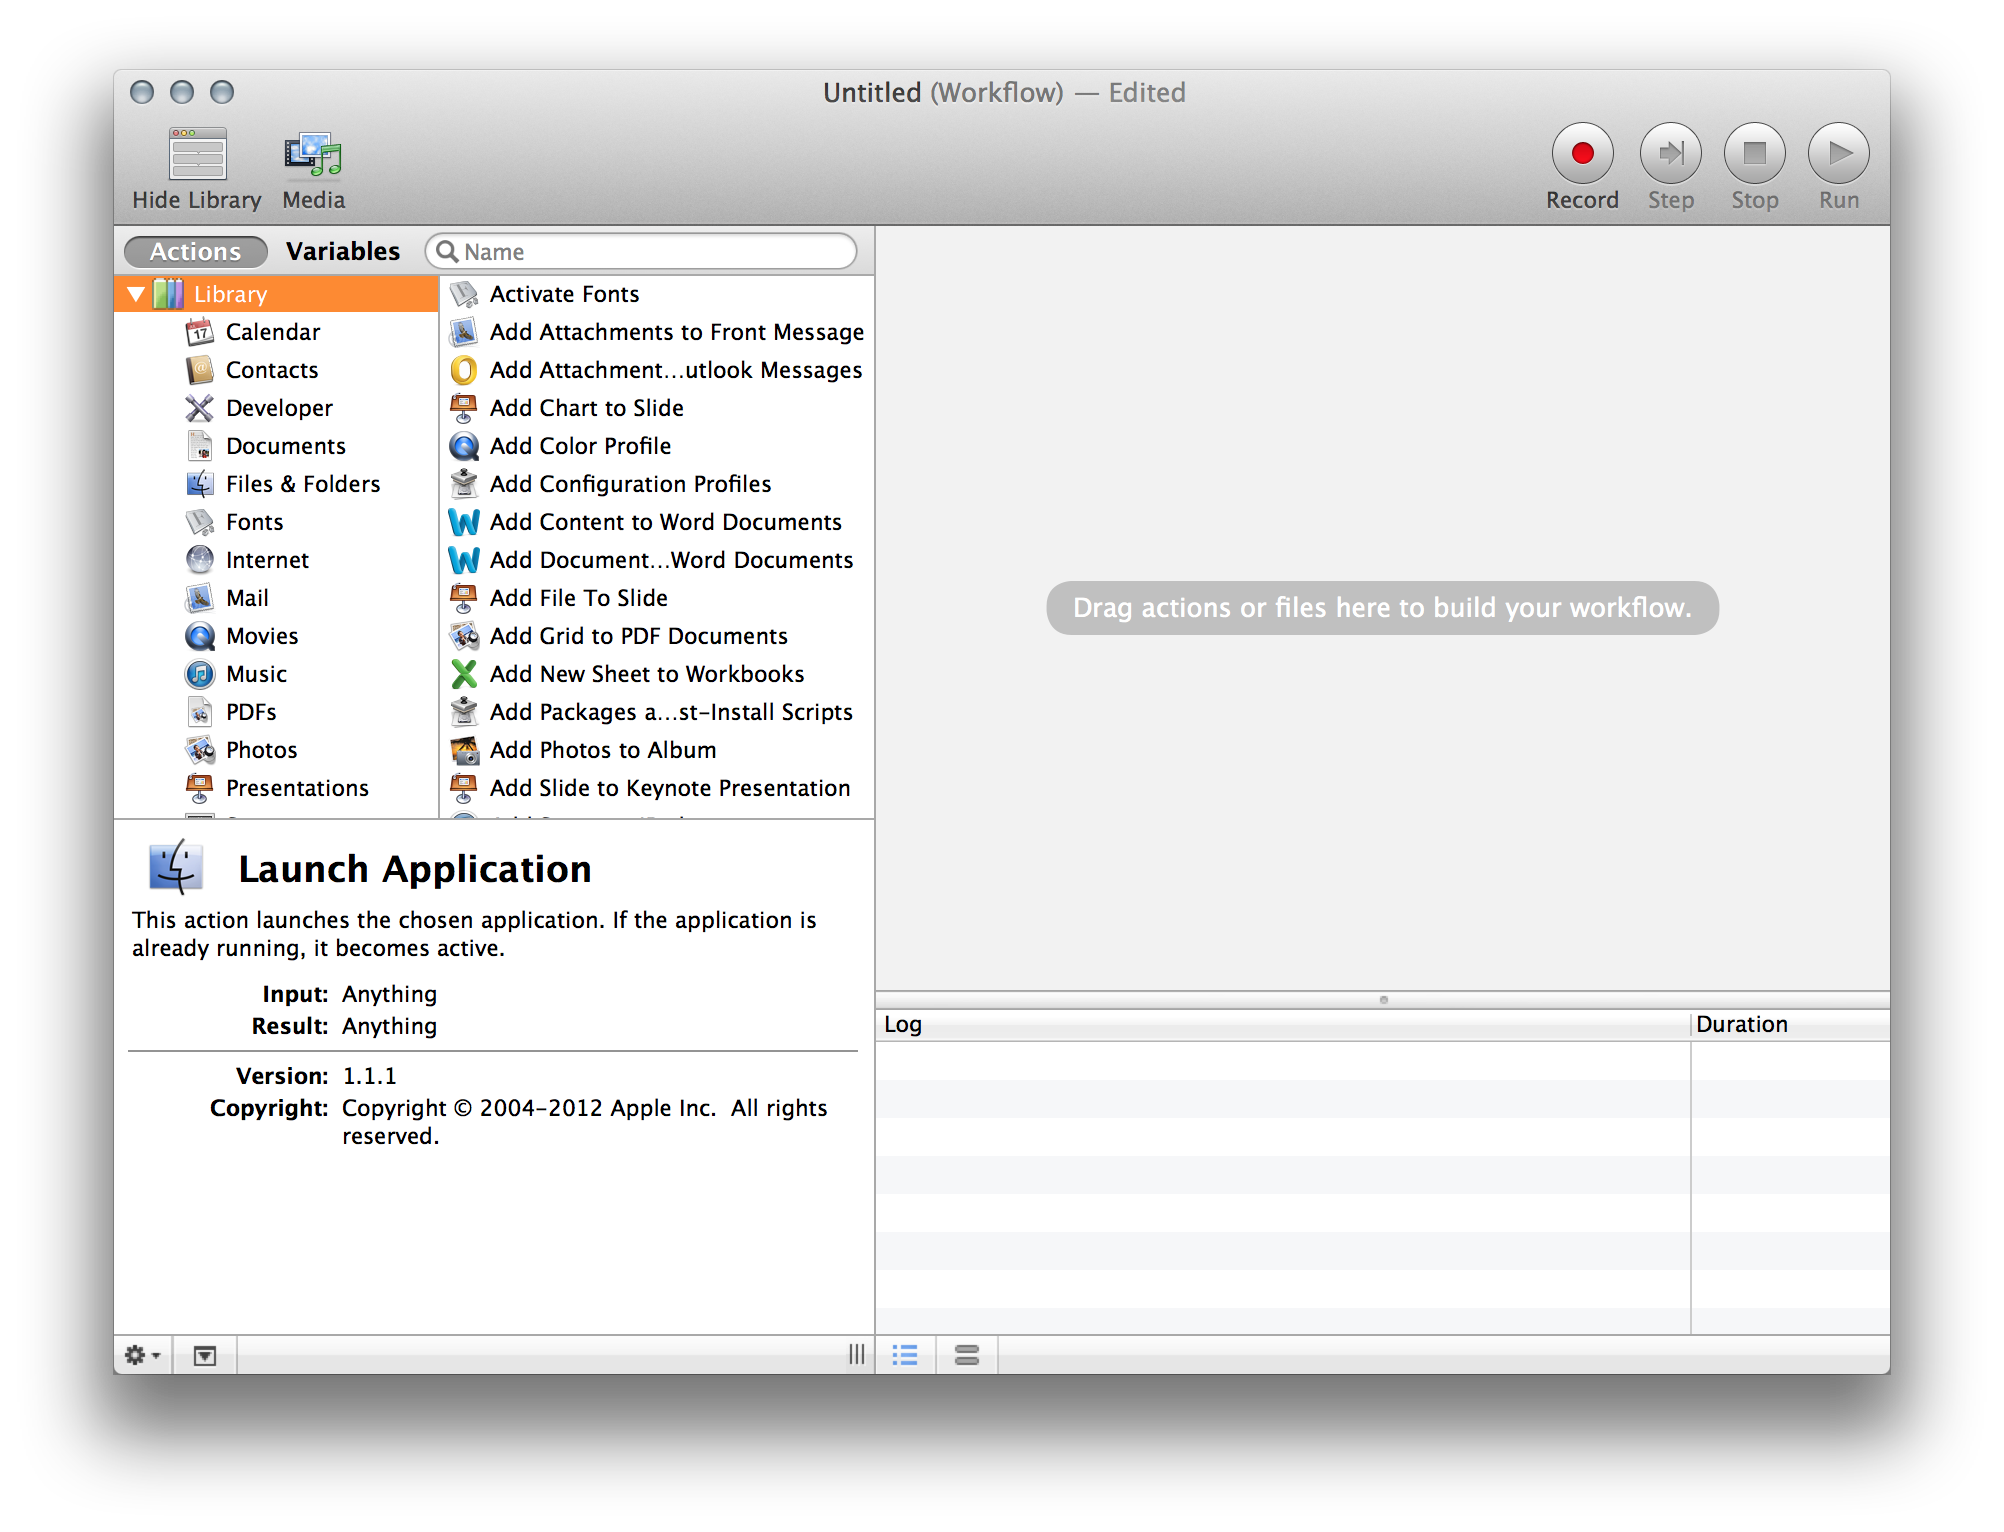 Untitled (Workflow) — Edited
Hide Library
Media
Record
Step
Stop
Run
Actions
Variables
Name
Library
Calendar
Contacts
Developer
Documents
Files & Folders
Fonts
Internet
Mail
Movies
Music
PDFs
Photos
Presentations
Activate Fonts
Add Attachments to Front Message
Add Attachment...utlook Messages
Add Chart to Slide
Add Color Profile
Add Configuration Profiles
Add Content to Word Documents
Add Document...Word Documents
Add File To Slide
Add Grid to PDF Documents
Add New Sheet to Workbooks
Add Packages a...st-Install Scripts
Add Photos to Album
Add Slide to Keynote Presentation
Drag actions or files here to build your workflow.
Launch Application
This action launches the chosen application. If the application is
already running, it becomes active.
Input: Anything
Result: Anything
Version: 1.1.1
Copyright: Copyright © 2004-2012 Apple Inc. All rights
reserved.
Log
Duration